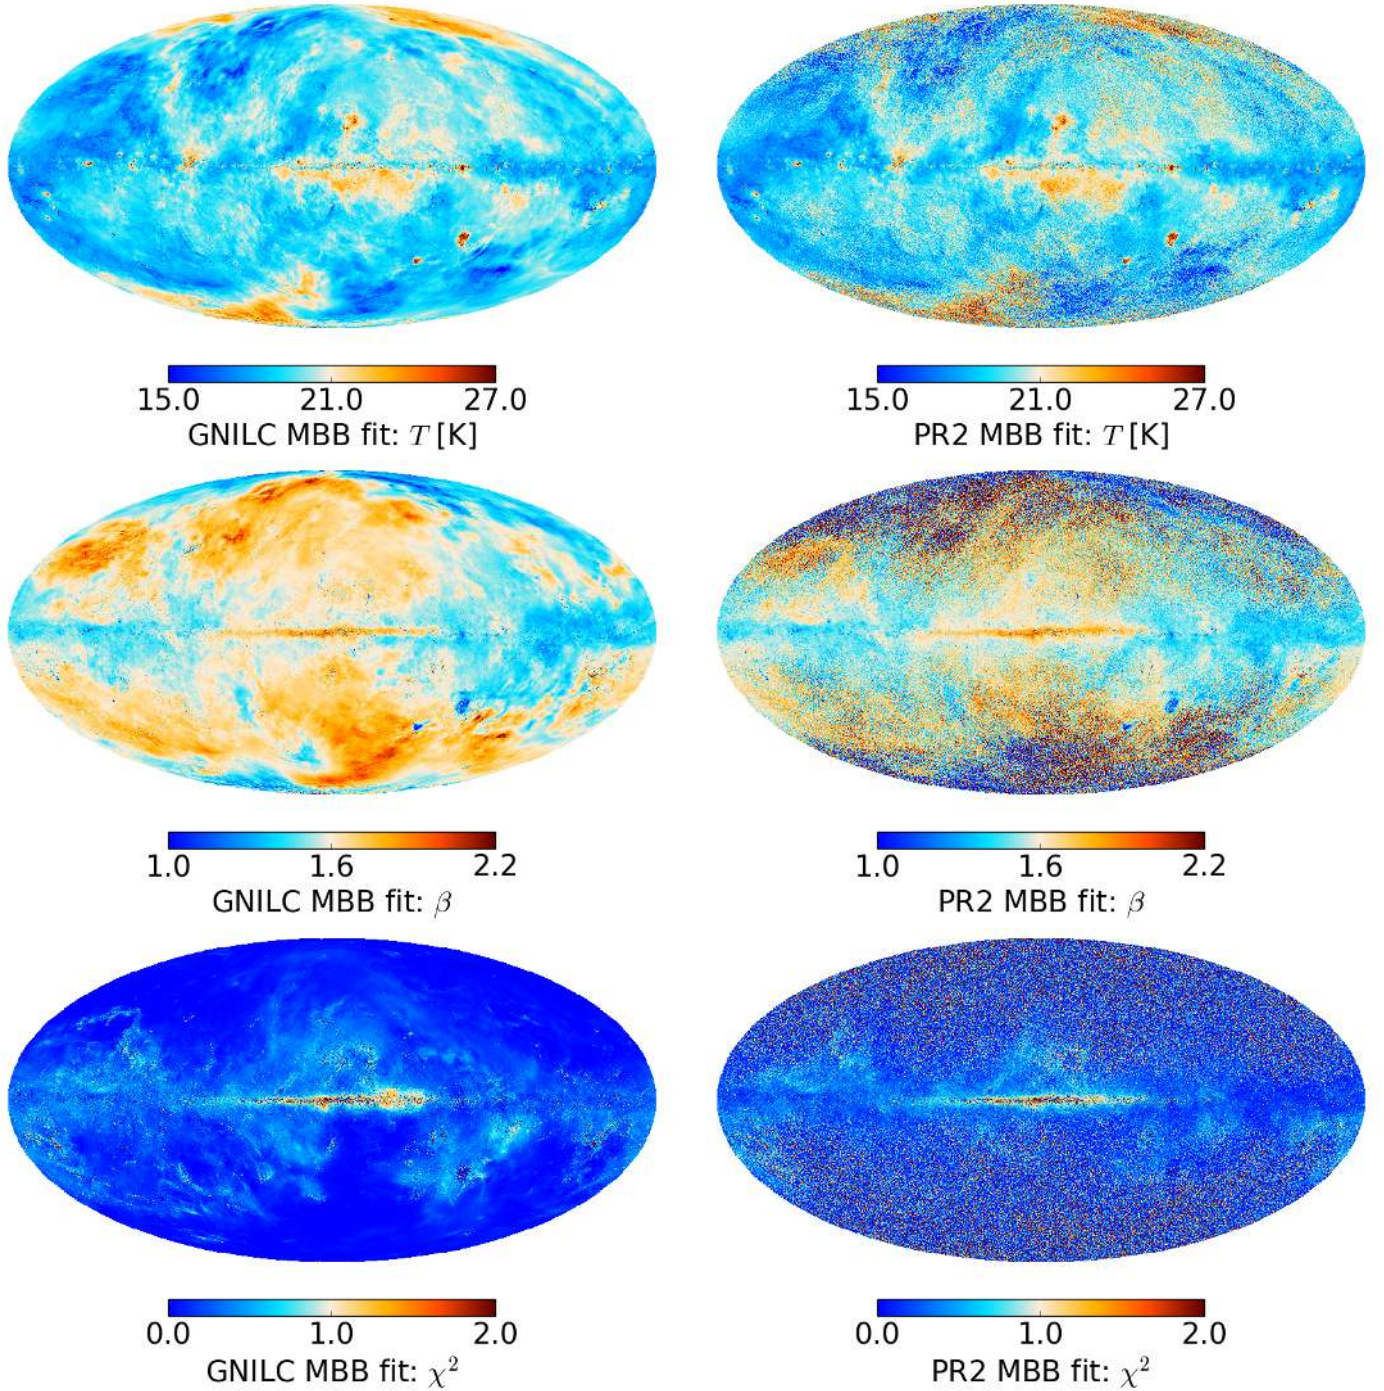 15.0 21.0 27.0
GNILC MBB fit: T [K]
15.0 21.0 27.0
PR2 MBB fit: T [K]
1.0 1.6 2.2
GNILC MBB fit: β
1.0 1.6 2.2
PR2 MBB fit: β
0.0 1.0 2.0
GNILC MBB fit: χ²
0.0 1.0 2.0
PR2 MBB fit: χ²